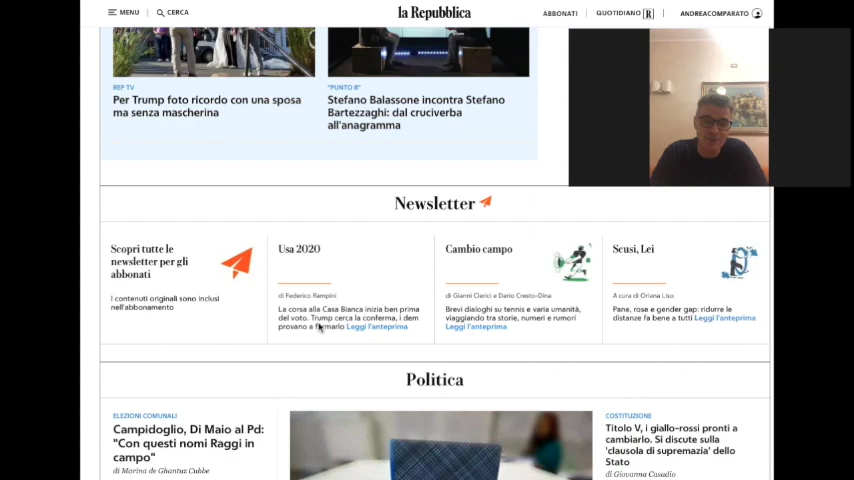 MENU
CERCA
la Repubblica
ABBONATI
QUOTIDIANO R
ANDREACOMPARATO
REP TV
Per Trump foto ricordo con una sposa
ma senza mascherina
"PUNTO R"
Stefano Balassone incontra Stefano
Bartezzaghi: dal cruciverba
all'anagramma
Newsletter
Scopri tutte le
newsletter per gli
abbonati
I contenuti originali sono inclusi
nell'abbonamento
Usa 2020
di Federico Rampini
La corsa alla Casa Bianca inizia ben prima
del voto. Trump cerca la conferma, i dem
provano a fermarlo Leggi l'anteprima
Cambio campo
di Gianni Clerici e Dario Cresto-Dina
Brevi dialoghi su tennis e varia umanità,
viaggiando tra storie, numeri e rumori
Leggi l'anteprima
Scusi, Lei
A cura di Oriana Liso
Pane, rose e gender gap: ridurre le
distanze fa bene a tutti Leggi l'anteprima
Politica
ELEZIONI COMUNALI
Campidoglio, Di Maio al Pd:
"Con questi nomi Raggi in
campo"
di Marina de Ghantuz Cubbe
COSTITUZIONE
Titolo V, i giallo-rossi pronti a
cambiarlo. Si discute sulla
'clausola di supremazia' dello
Stato
di Giovanna Casadio